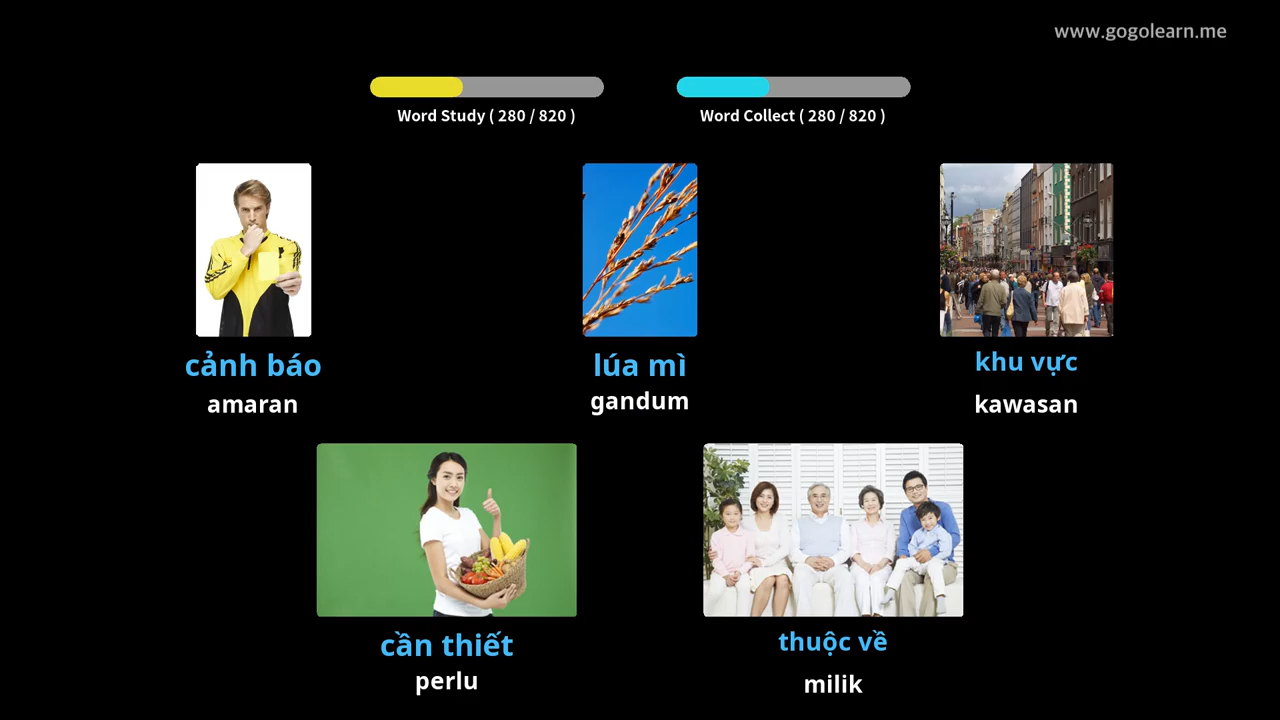 www.gogolearn.me
Word Study ( 280 / 820 )
Word Collect ( 280 / 820 )
cảnh báo
amaran
lúa mì
gandum
khu vực
kawasan
cần thiết
perlu
thuộc về
milik